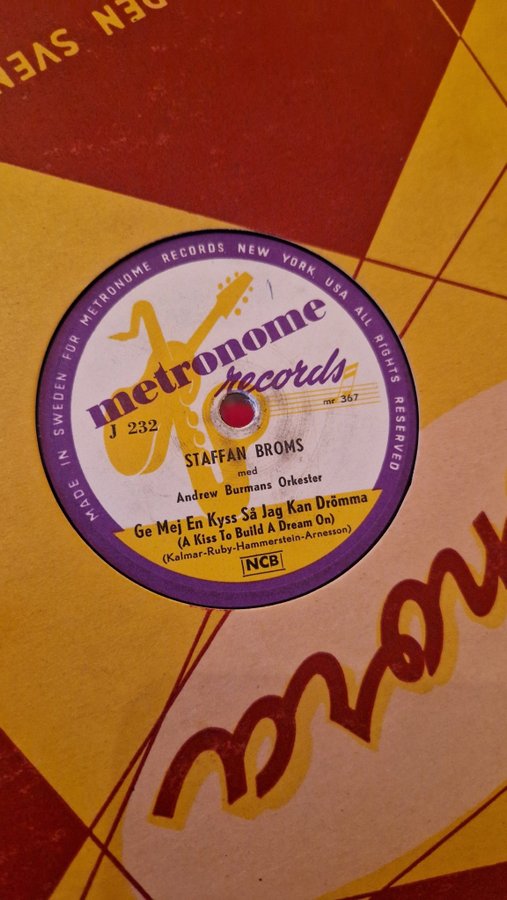 DEN SVEN
MADE IN SWEDEN FOR METRONOME RECORDS NEW YORK USA ALL RIGHTS RESERVED
metronome
records
J 232
mr 367
STAFFAN BROMS
med
Andrew Burmans Orkester
Ge Mej En Kyss Så Jag Kan Drömma
(A Kiss To Build A Dream On)
(Kalmar-Ruby-Hammerstein-Arnesson)
NCB
nora